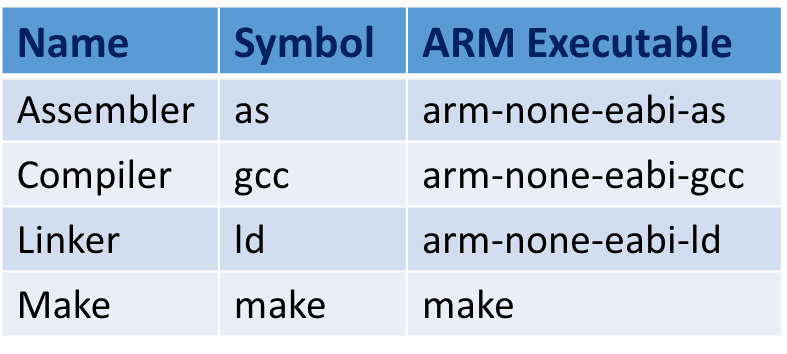 Name Symbol ARM Executable
Assembler as arm-none-eabi-as
Compiler gcc arm-none-eabi-gcc
Linker ld arm-none-eabi-ld
Make make make